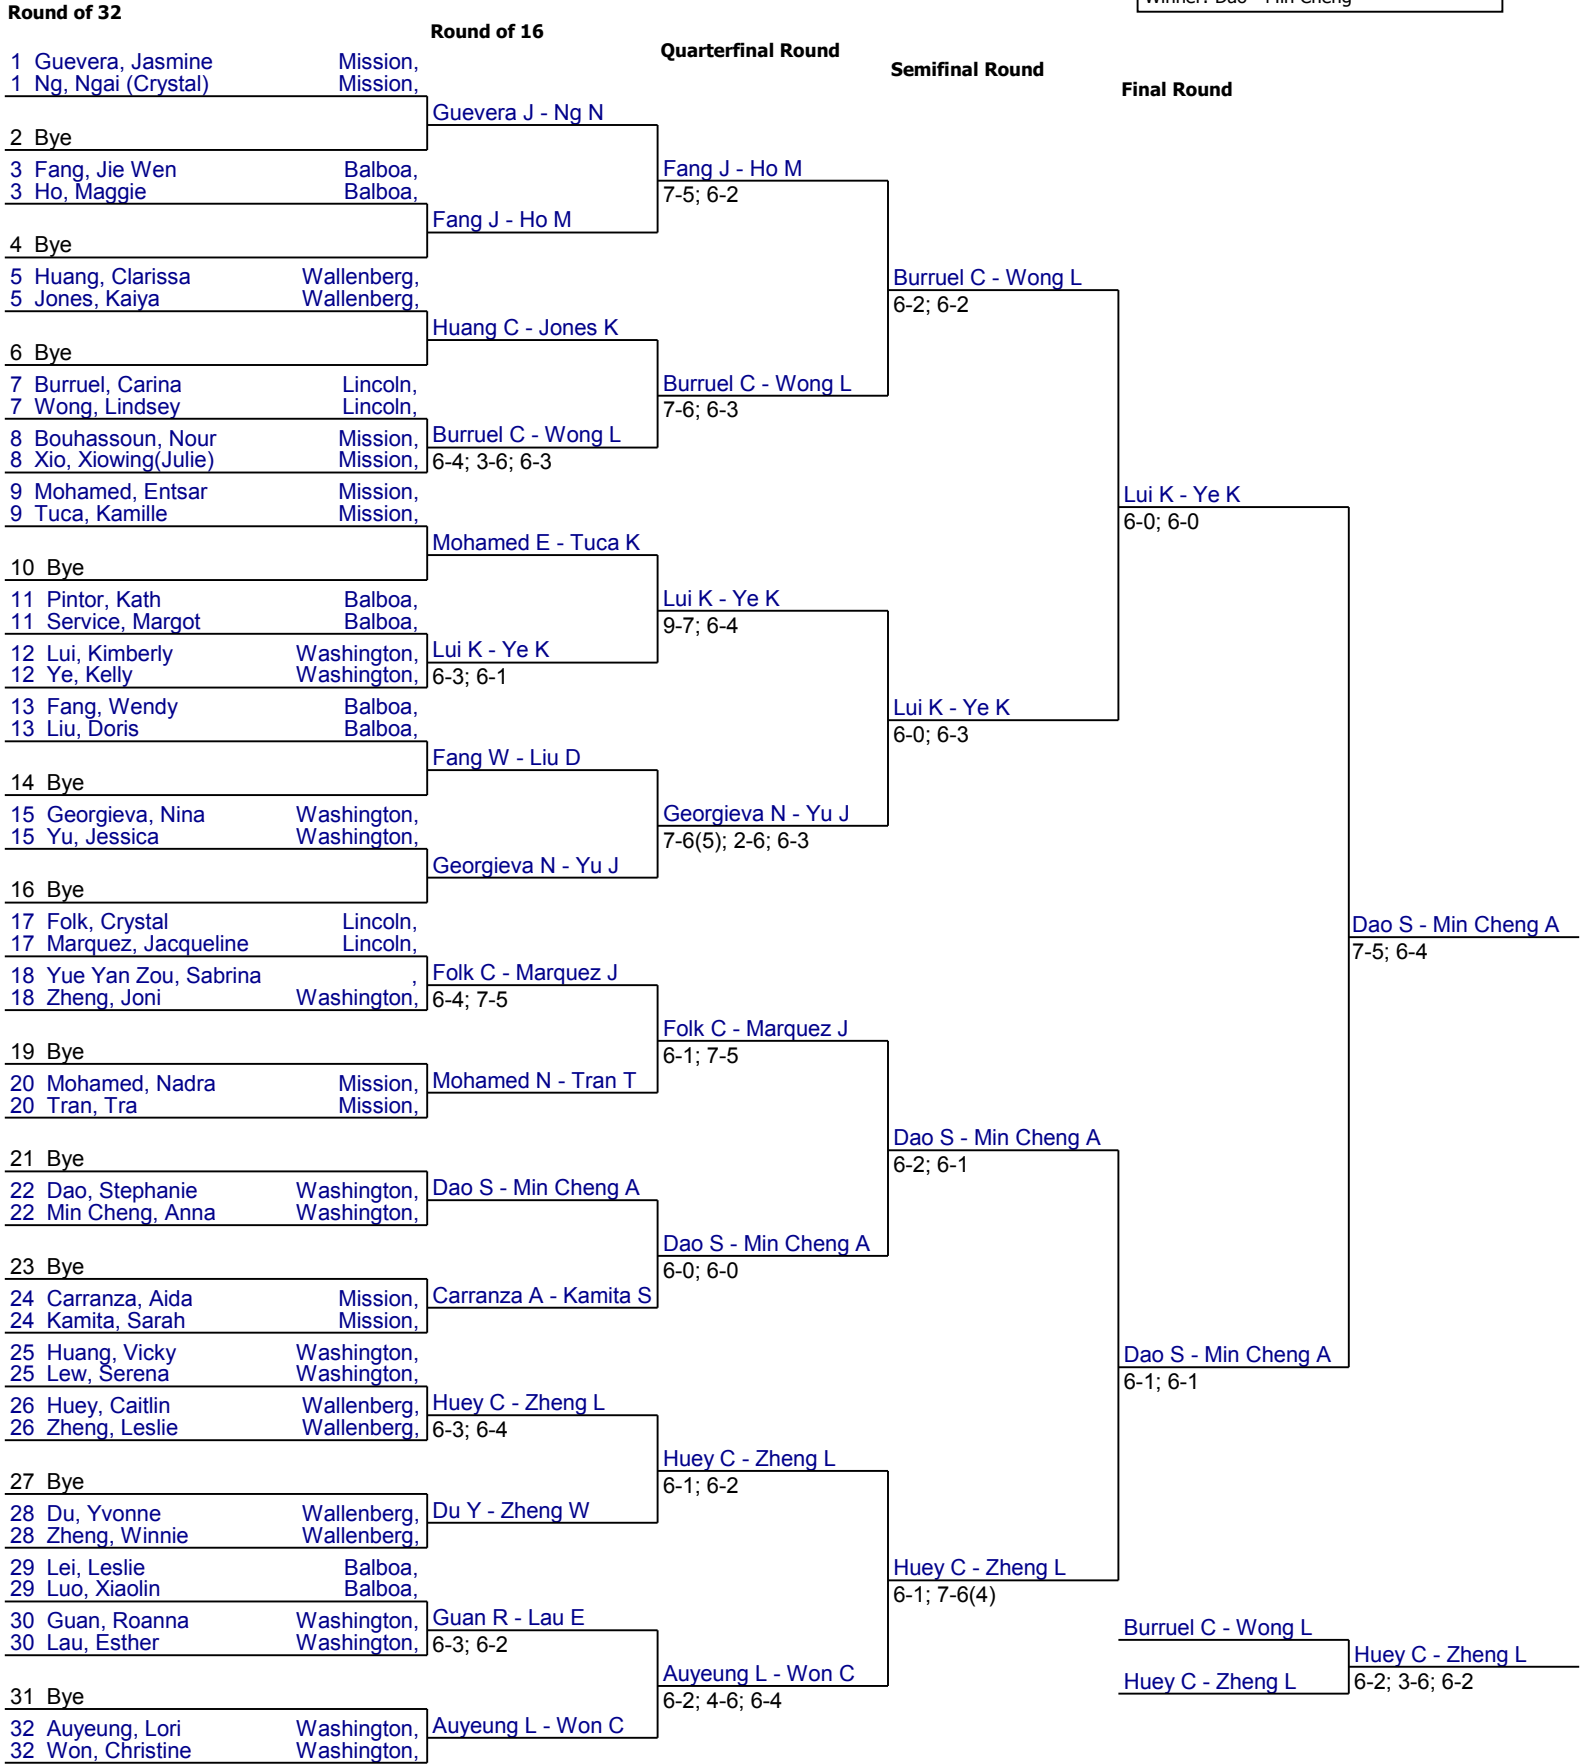 Winner: Dao - Min Cheng
Round of 32
Round of 16
Quarterfinal Round
Semifinal Round
Final Round
1 Guevera, Jasmine Mission,
1 Ng, Ngai (Crystal) Mission,
2 Bye
3 Fang, Jie Wen Balboa,
3 Ho, Maggie Balboa,
4 Bye
5 Huang, Clarissa Wallenberg,
5 Jones, Kaiya Wallenberg,
6 Bye
7 Burruel, Carina Lincoln,
7 Wong, Lindsey Lincoln,
8 Bouhassoun, Nour Mission,
8 Xio, Xiowing(Julie) Mission,
9 Mohamed, Entsar Mission,
9 Tuca, Kamille Mission,
10 Bye
11 Pintor, Kath Balboa,
11 Service, Margot Balboa,
12 Lui, Kimberly Washington,
12 Ye, Kelly Washington,
13 Fang, Wendy Balboa,
13 Liu, Doris Balboa,
14 Bye
15 Georgieva, Nina Washington,
15 Yu, Jessica Washington,
16 Bye
17 Folk, Crystal Lincoln,
17 Marquez, Jacqueline Lincoln,
18 Yue Yan Zou, Sabrina ,
18 Zheng, Joni Washington,
19 Bye
20 Mohamed, Nadra Mission,
20 Tran, Tra Mission,
21 Bye
22 Dao, Stephanie Washington,
22 Min Cheng, Anna Washington,
23 Bye
24 Carranza, Aida Mission,
24 Kamita, Sarah Mission,
25 Huang, Vicky Washington,
25 Lew, Serena Washington,
26 Huey, Caitlin Wallenberg,
26 Zheng, Leslie Wallenberg,
27 Bye
28 Du, Yvonne Wallenberg,
28 Zheng, Winnie Wallenberg,
29 Lei, Leslie Balboa,
29 Luo, Xiaolin Balboa,
30 Guan, Roanna Washington,
30 Lau, Esther Washington,
31 Bye
32 Auyeung, Lori Washington,
32 Won, Christine Washington,
Guevera J - Ng N
Fang J - Ho M
Huang C - Jones K
Burruel C - Wong L
6-4; 3-6; 6-3
Mohamed E - Tuca K
Lui K - Ye K
6-3; 6-1
Fang W - Liu D
Georgieva N - Yu J
Folk C - Marquez J
6-4; 7-5
Mohamed N - Tran T
Dao S - Min Cheng A
Carranza A - Kamita S
Huey C - Zheng L
6-3; 6-4
Du Y - Zheng W
Guan R - Lau E
6-3; 6-2
Auyeung L - Won C
Fang J - Ho M
7-5; 6-2
Burruel C - Wong L
7-6; 6-3
Lui K - Ye K
9-7; 6-4
Georgieva N - Yu J
7-6(5); 2-6; 6-3
Folk C - Marquez J
6-1; 7-5
Dao S - Min Cheng A
6-0; 6-0
Huey C - Zheng L
6-1; 6-2
Auyeung L - Won C
6-2; 4-6; 6-4
Burruel C - Wong L
6-2; 6-2
Lui K - Ye K
6-0; 6-3
Dao S - Min Cheng A
6-2; 6-1
Huey C - Zheng L
6-1; 7-6(4)
Lui K - Ye K
6-0; 6-0
Dao S - Min Cheng A
6-1; 6-1
Dao S - Min Cheng A
7-5; 6-4
Burruel C - Wong L
Huey C - Zheng L
Huey C - Zheng L
6-2; 3-6; 6-2